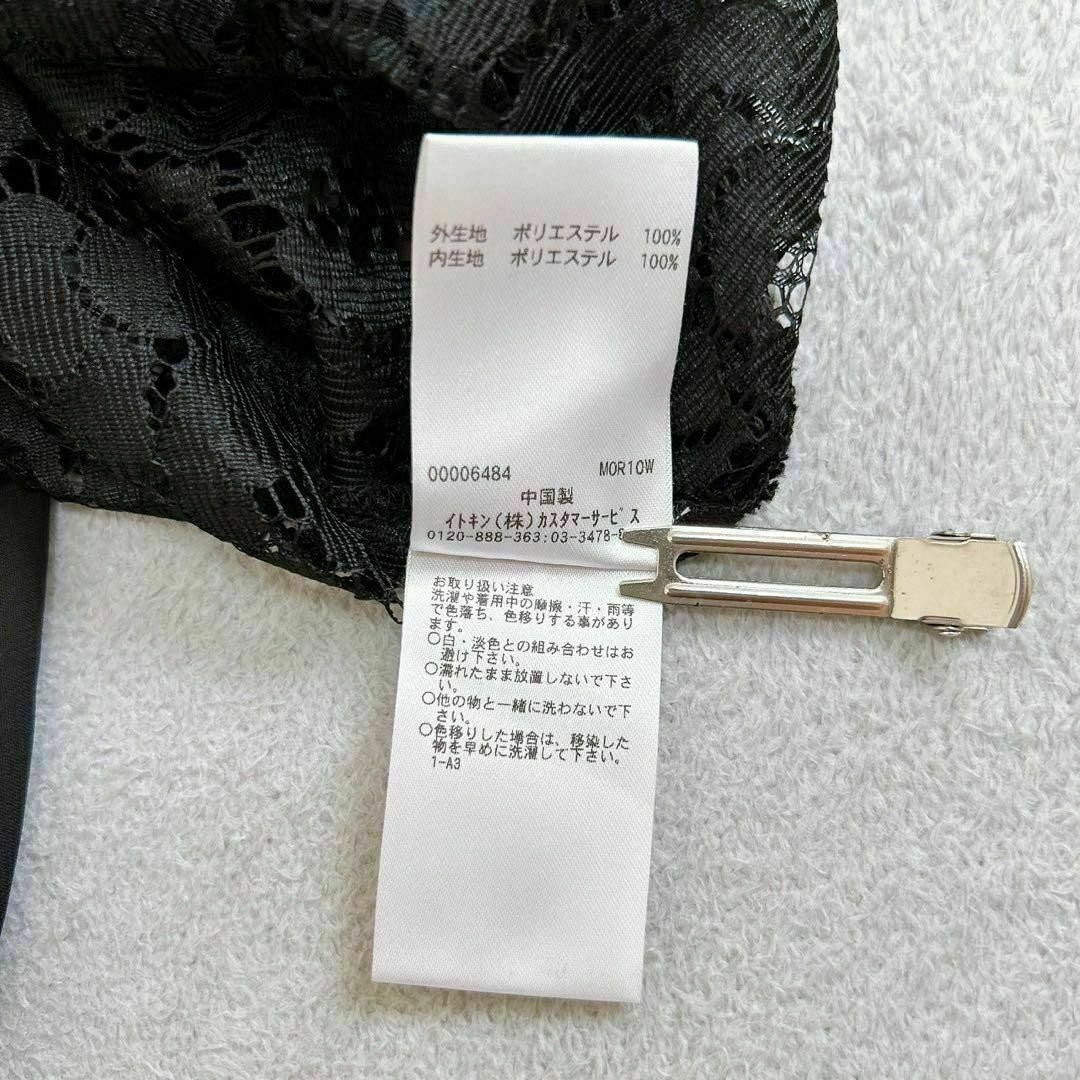 外生地 ポリエステル 100%
内生地 ポリエステル 100%
00006484 MOR10W
中国製
イトキン(株)カスタマーサービス
0120-888-363:03-3478-
お取り扱い注意
洗濯や着用中の摩擦・汗・雨等
で色落ち、色移りする事があり
ます。
○白・淡色との組み合わせはお
避け下さい。
○濡れたまま放置しないで下さ
い。
○他の物と一緒に洗わないで下
さい。
○色移りした場合は、移染した
物を早めに洗濯して下さい。
1-A3